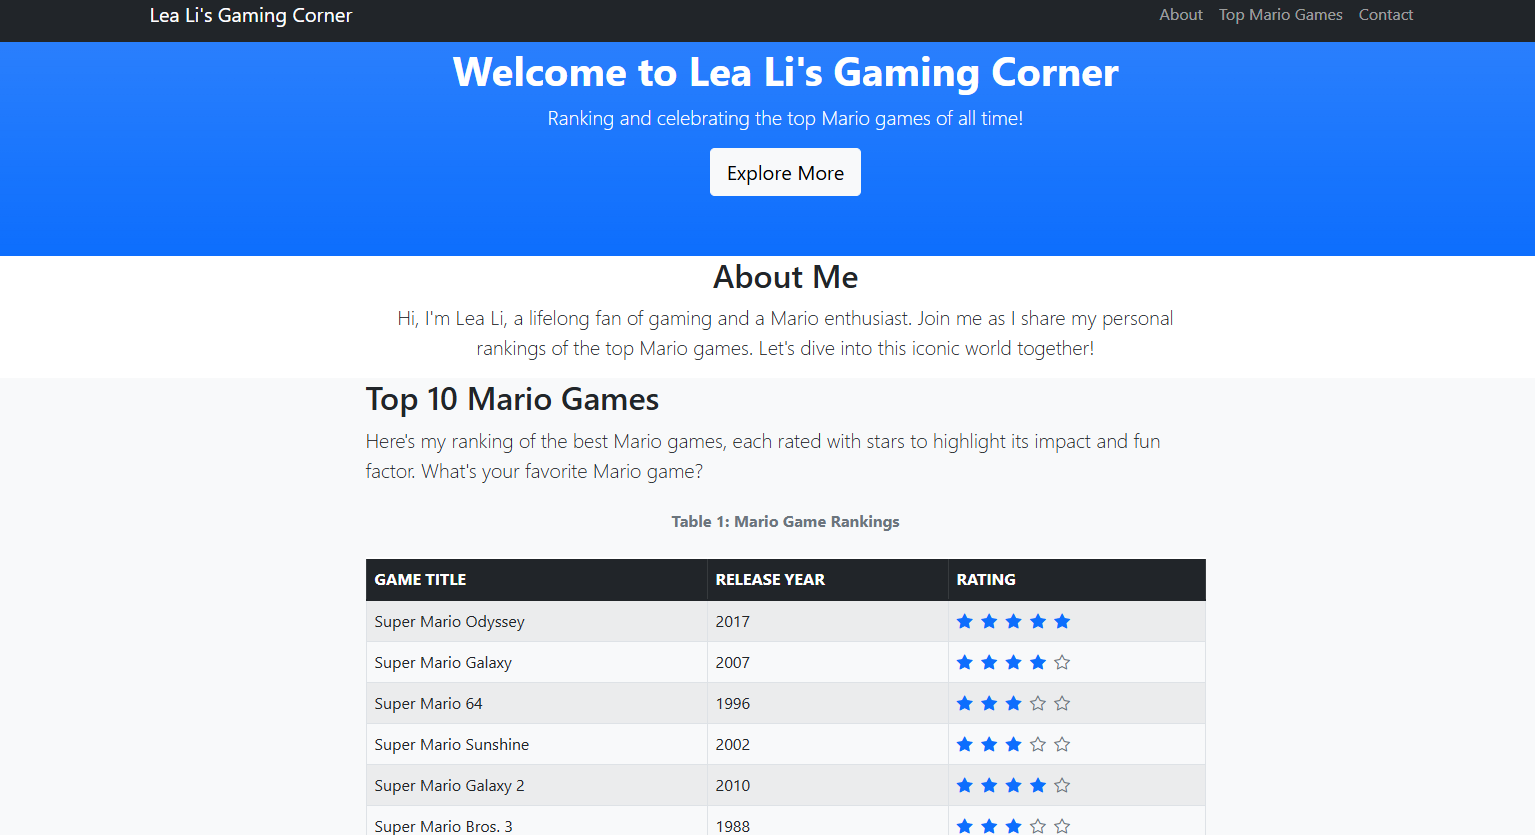 Lea Li's Gaming Corner
About Top Mario Games Contact
Welcome to Lea Li's Gaming Corner
Ranking and celebrating the top Mario games of all time!
Explore More
About Me
Hi, I'm Lea Li, a lifelong fan of gaming and a Mario enthusiast. Join me as I share my personal
rankings of the top Mario games. Let's dive into this iconic world together!
Top 10 Mario Games
Here's my ranking of the best Mario games, each rated with stars to highlight its impact and fun
factor. What's your favorite Mario game?
Table 1: Mario Game Rankings
GAME TITLE RELEASE YEAR RATING
Super Mario Odyssey 2017
Super Mario Galaxy 2007
Super Mario 64 1996
Super Mario Sunshine 2002
Super Mario Galaxy 2 2010
Super Mario Bros. 3 1988